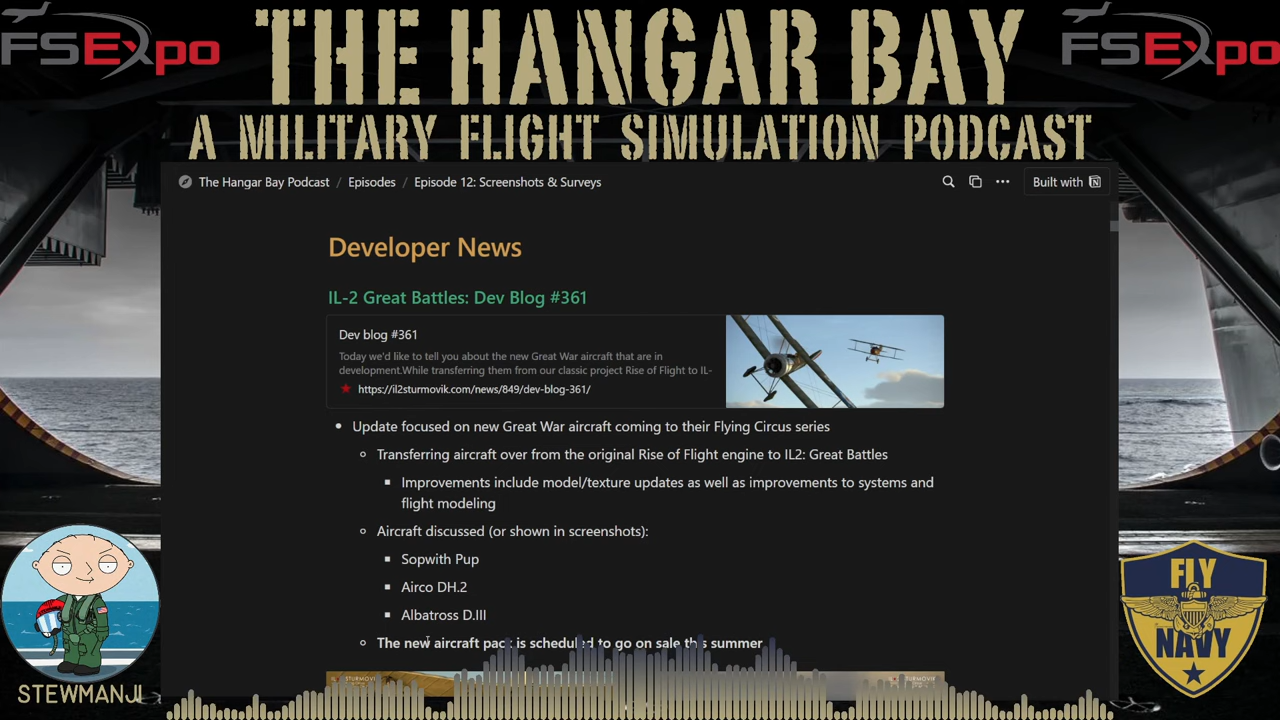 FSExpo
THE HANGAR BAY
FSExpo
A MILITARY FLIGHT SIMULATION PODCAST
The Hangar Bay Podcast / Episodes / Episode 12: Screenshots & Surveys
Built with
Developer News
IL-2 Great Battles: Dev Blog #361
Dev blog #361
Today we'd like to tell you about the new Great War aircraft that are in
development.While transferring them from our classic project Rise of Flight to IL-
https://il2sturmovik.com/news/849/dev-blog-361/
Update focused on new Great War aircraft coming to their Flying Circus series
Transferring aircraft over from the original Rise of Flight engine to IL2: Great Battles
Improvements include model/texture updates as well as improvements to systems and
flight modeling
Aircraft discussed (or shown in screenshots):
Sopwith Pup
Airco DH.2
Albatross D.III
The new aircraft pack is scheduled to go on sale this summer
STURMOVIK
STURMOVIK
STEWMANJI
FLY
NAVY